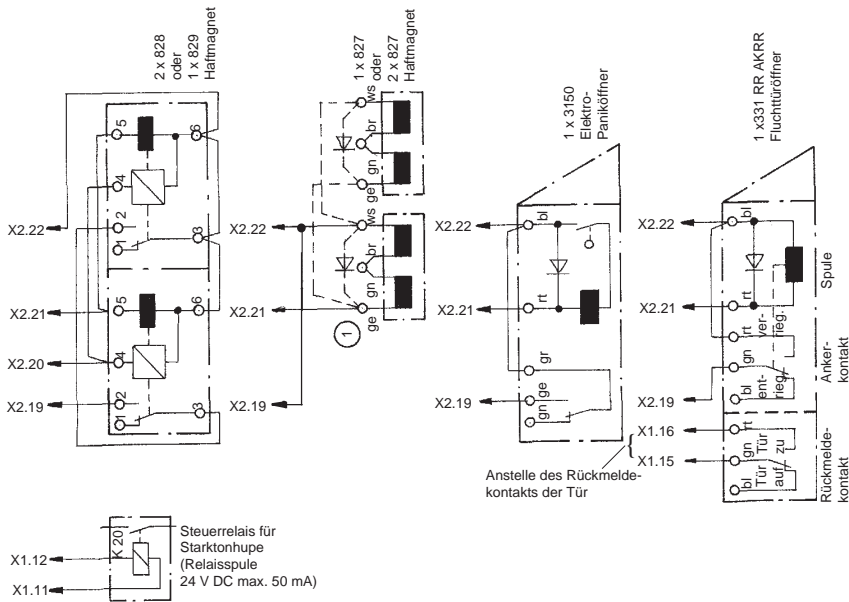 2 x 828
oder
1 x 829
Haftmagnet
5
6
4
2
1
3
X2.22
5
6
4
2
1
3
X2.21
X2.20
X2.19
1 x 827
oder
2 x 827
Haftmagnet
ws
br
gn
ge
X2.22
ws
br
gn
ge
X2.21
1
X2.19
1 x 3150
Elektro-
Paniköffner
X2.22
bl
X2.21
rt
gr
X2.19
ge
gn
1 x331 RR AKRR
Fluchttüröffner
X2.22
bl
X2.21
rt
Spule
rt
ver-
rieg.
gn
X2.19
ent-
rieg.
bl
Anker-
kontakt
X1.16
rt
Tür
zu
X1.15
gn
Tür
auf
bl
Rückmelde-
kontakt
Anstelle des Rückmelde-
kontakts der Tür
K 20
Steuerrelais für
Starktonhupe
(Relaisspule
24 V DC max. 50 mA)
X1.12
X1.11